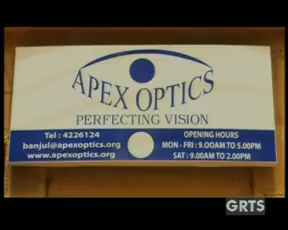 APEX OPTICS
PERFECTING VISION
Tel : 4226124
banjul@apexoptics.org
www.apexoptics.org
OPENING HOURS
MON - FRI : 9.00AM TO 5.00PM
SAT : 9.00AM TO 2.00PM
GRTS